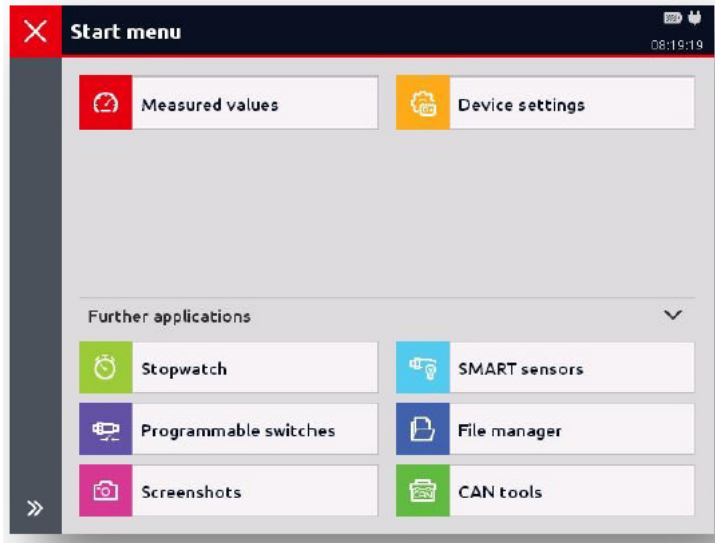 Start menu
08:19:19
Measured values
Device settings
Further applications
Stopwatch
SMART sensors
Programmable switches
File manager
Screenshots
CAN tools
CAN